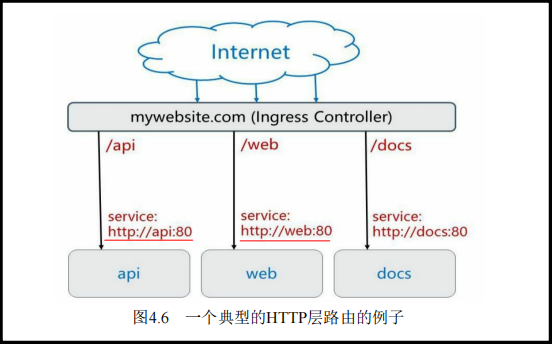 Internet
mywebsite.com (Ingress Controller)
/api
/web
/docs
service:
http://api:80
service:
http://web:80
service:
http://docs:80
api
web
docs
图4.6 一个典型的HTTP层路由的例子